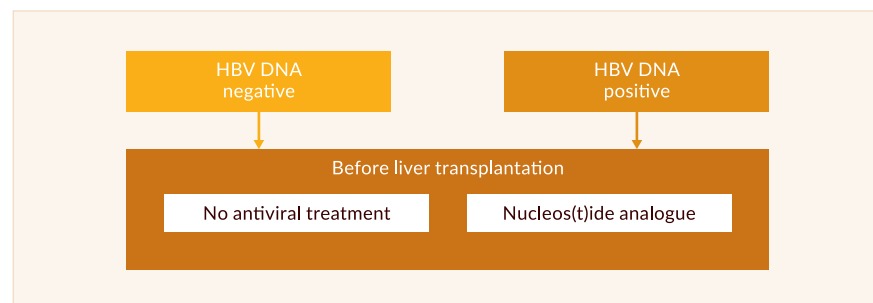 HBV DNA
negative
HBV DNA
positive
Before liver transplantation
No antiviral treatment
Nucleos(t)ide analogue